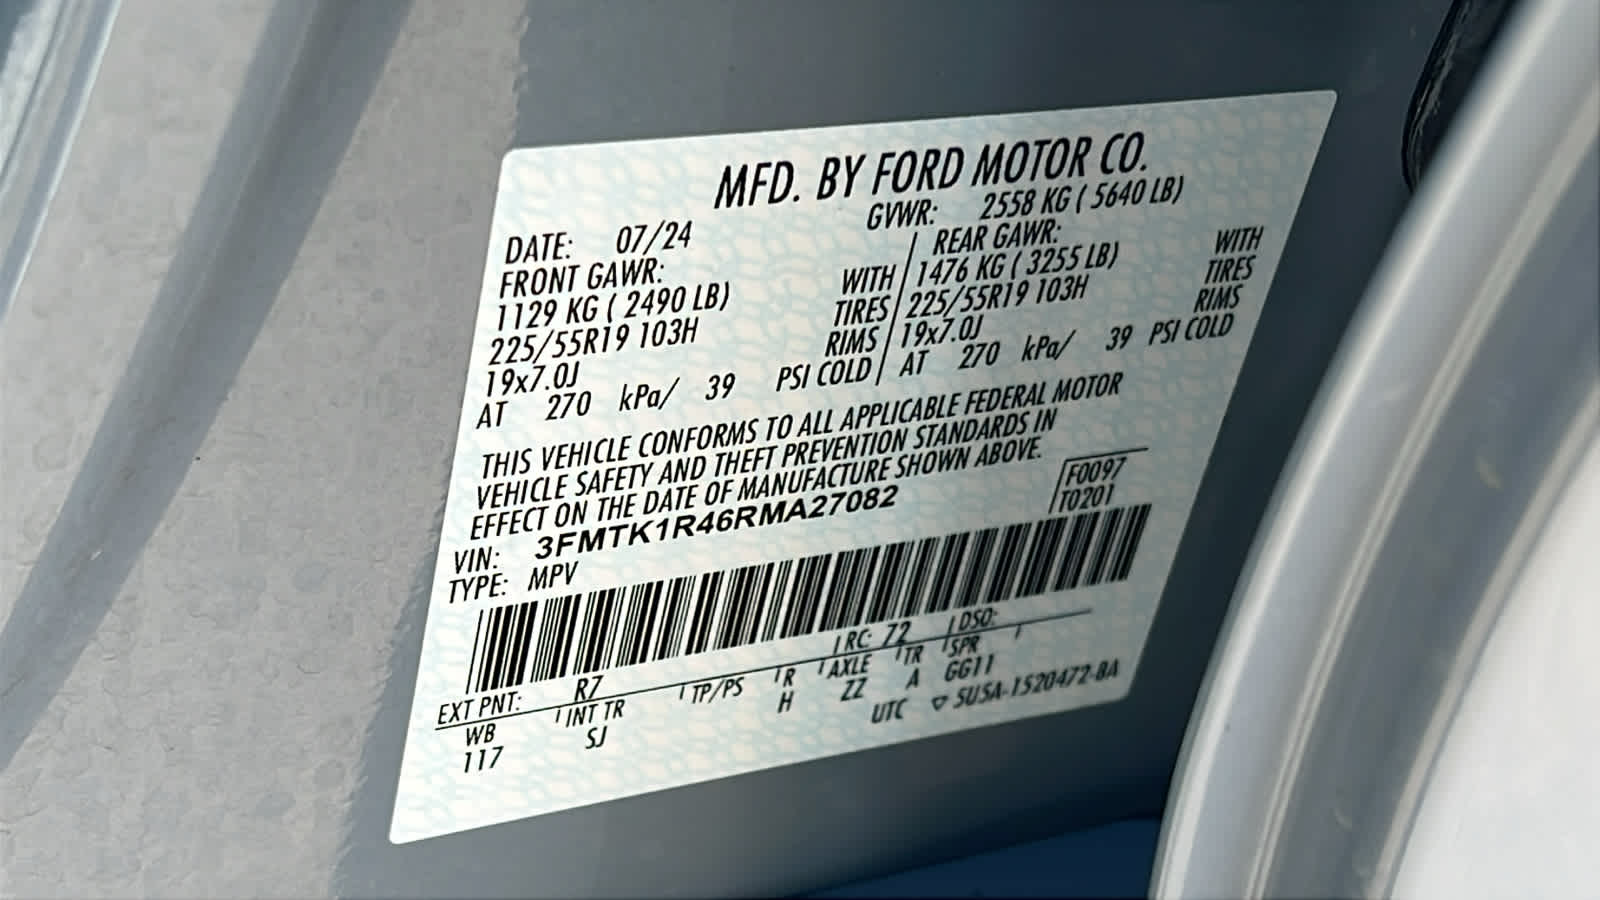 MFD. BY FORD MOTOR CO.
DATE: 07/24 GVWR: 2558 KG ( 5640 LB)
FRONT GAWR: REAR GAWR:
1129 KG ( 2490 LB) WITH 1476 KG ( 3255 LB) WITH
225/55R19 103H TIRES 225/55R19 103H TIRES
19x7.0J RIMS 19x7.0J RIMS
AT 270 kPa/ 39 PSI COLD AT 270 kPa/ 39 PSI COLD
THIS VEHICLE CONFORMS TO ALL APPLICABLE FEDERAL MOTOR
VEHICLE SAFETY AND THEFT PREVENTION STANDARDS IN
EFFECT ON THE DATE OF MANUFACTURE SHOWN ABOVE.
VIN: 3FMTK1R46RMA27082 F0097
TYPE: MPV T0201
EXT PNT: R7 RC: 72 DSO:
WB INT TR TP/PS R AXLE TR SPR
117 SJ H ZZ A GG11
UTC ▽ 5U5A-1520472-BA